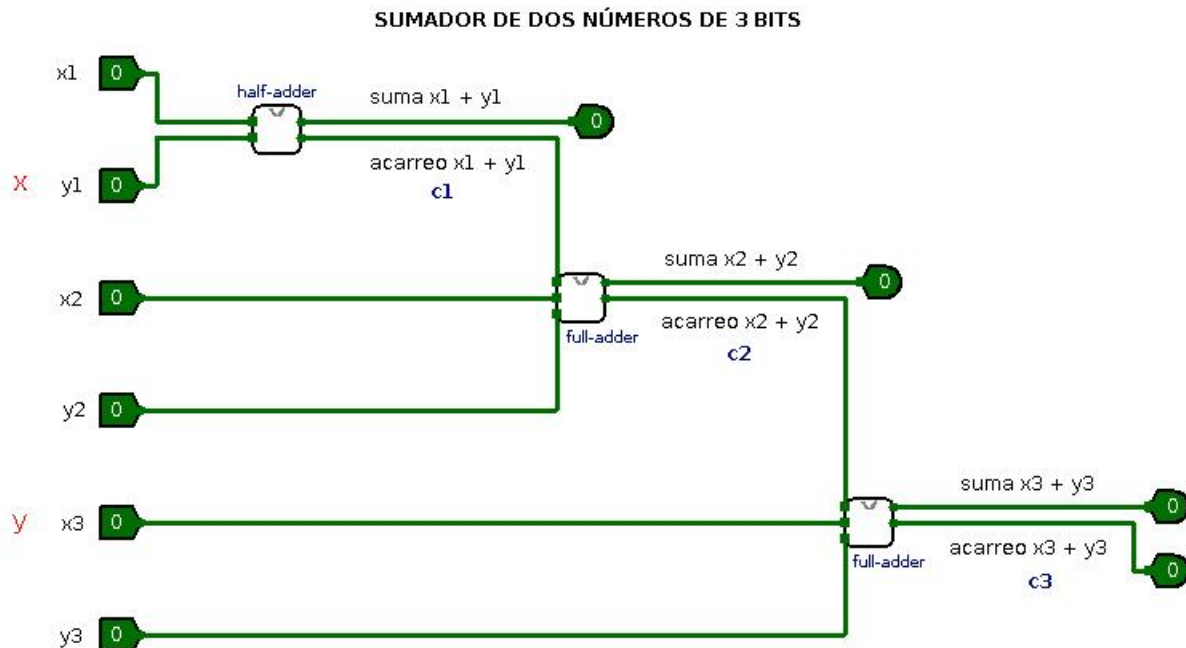 SUMADOR DE DOS NÚMEROS DE 3 BITS
x1
0
half-adder
suma x1 + y1
0
acarreo x1 + y1
c1
x
y1
0
x2
0
suma x2 + y2
0
acarreo x2 + y2
full-adder
c2
y2
0
y
x3
0
suma x3 + y3
0
acarreo x3 + y3
full-adder
c3
0
y3
0